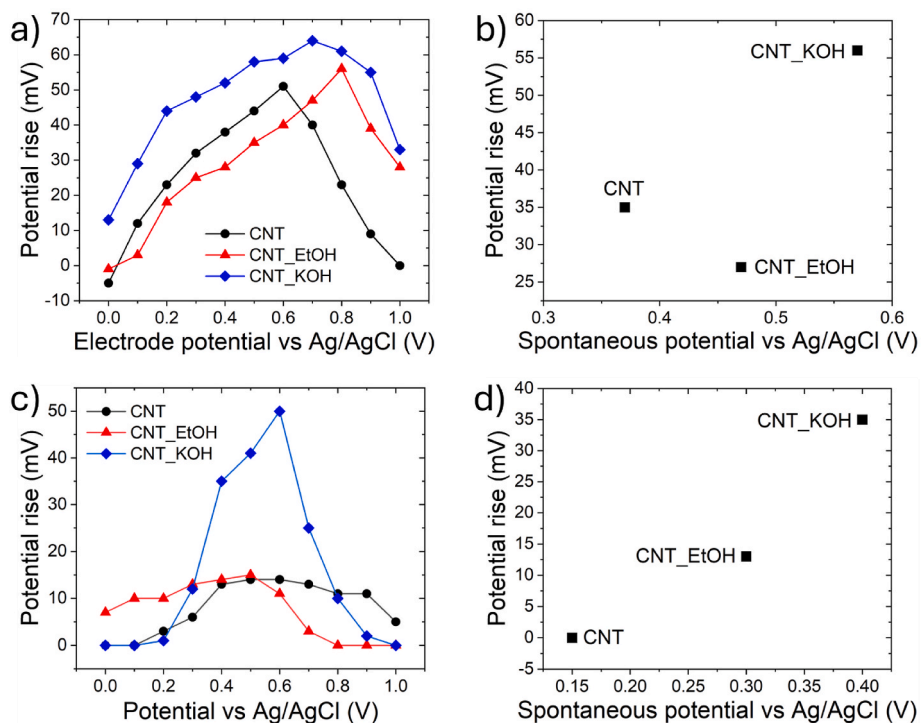 a)
Potential rise (mV)
70
60
50
40
30
20
10
0
-10
CNT
CNT_EtOH
CNT_KOH
0.0 0.2 0.4 0.6 0.8 1.0
Electrode potential vs Ag/AgCl (V)
b)
Potential rise (mV)
55
50
45
40
35
30
25
CNT_KOH
CNT
CNT_EtOH
0.3 0.4 0.5 0.6
Spontaneous potential vs Ag/AgCl (V)
c)
Potential rise (mV)
50
40
30
20
10
0
CNT
CNT_EtOH
CNT_KOH
0.0 0.2 0.4 0.6 0.8 1.0
Potential vs Ag/AgCl (V)
d)
Potential rise (mV)
40
35
30
25
20
15
10
5
0
-5
CNT_KOH
CNT_EtOH
CNT
0.15 0.20 0.25 0.30 0.35 0.40
Spontaneous potential vs Ag/AgCl (V)